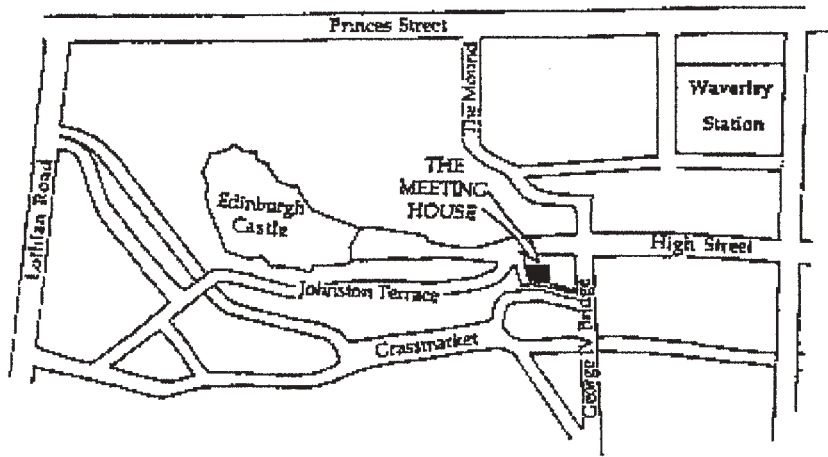 Princes Street
The Mound
Waverley
Station
THE
MEETING
HOUSE
Lothian Road
Edinburgh
Castle
High Street
Johnston Terrace
George IV Bridge
Grassmarket